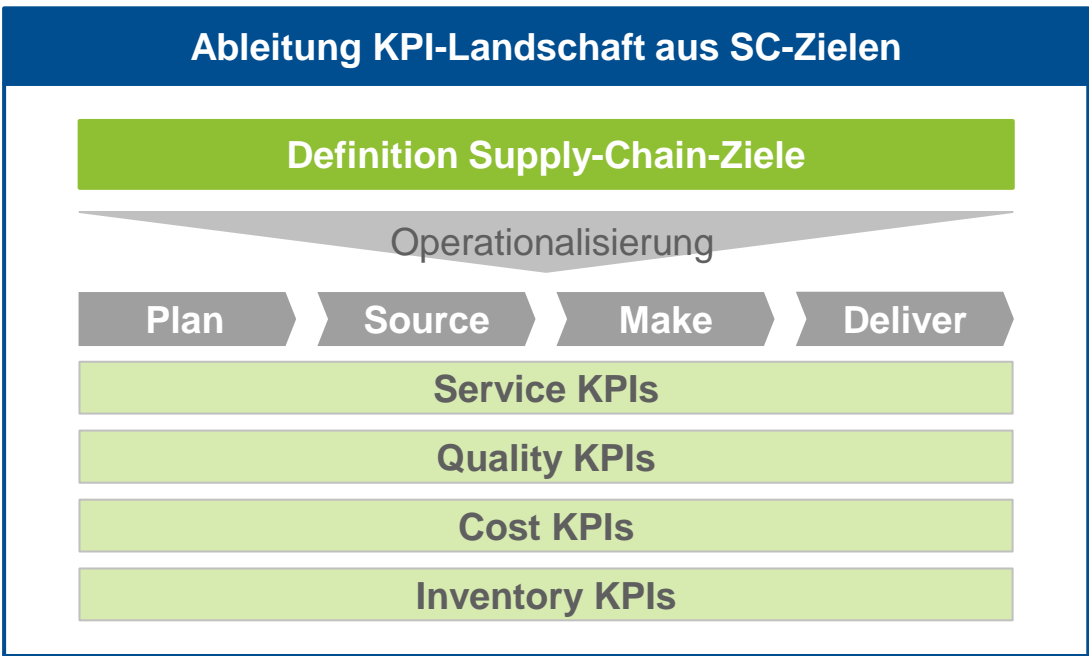 Ableitung KPI-Landschaft aus SC-Zielen
Definition Supply-Chain-Ziele
Operationalisierung
Plan Source Make Deliver
Service KPIs
Quality KPIs
Cost KPIs
Inventory KPIs